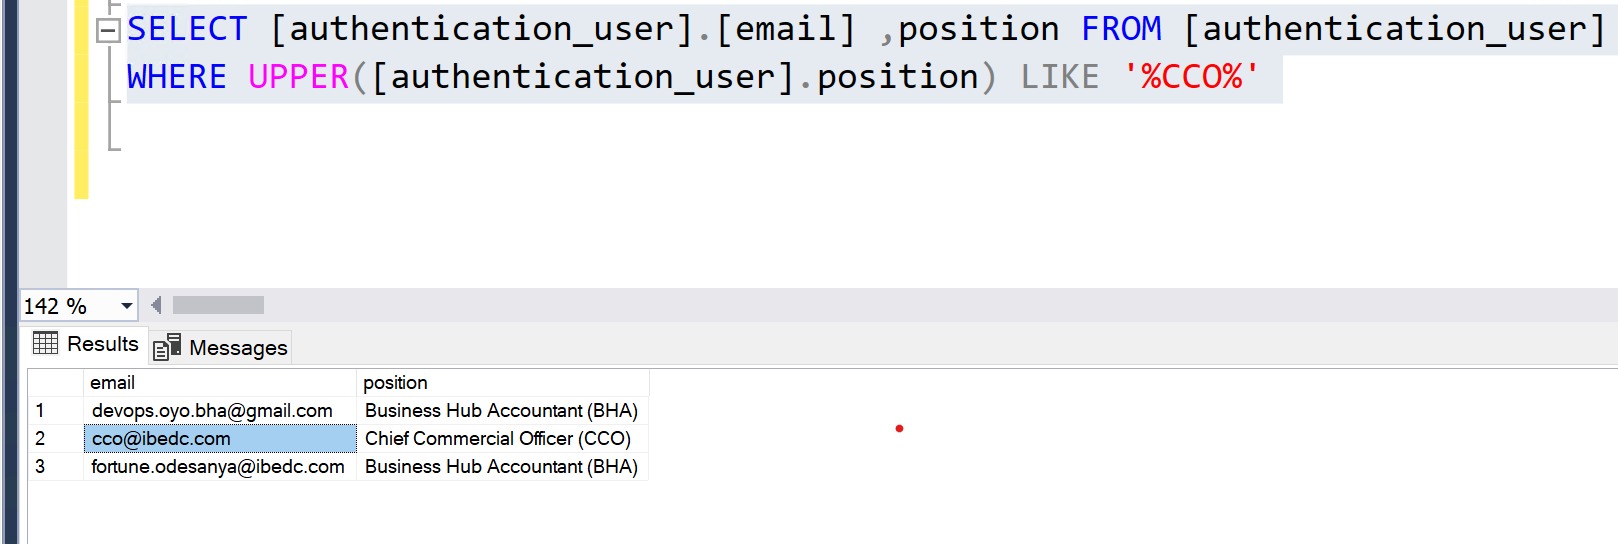 SELECT [authentication_user].[email] ,position FROM [authentication_user]
WHERE UPPER([authentication_user].position) LIKE '%CCO%'
142 %
Results Messages
email position
1 devops.oyo.bha@gmail.com Business Hub Accountant (BHA)
2 cco@ibedc.com Chief Commercial Officer (CCO)
3 fortune.odesanya@ibedc.com Business Hub Accountant (BHA)